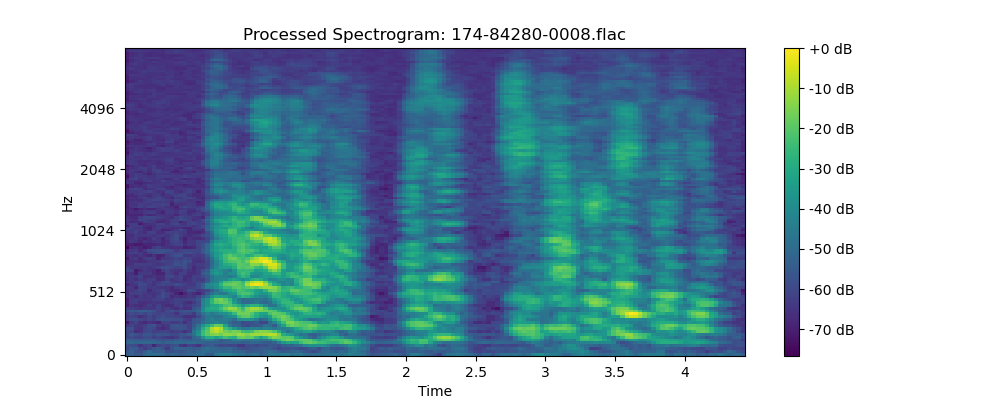 Processed Spectrogram: 174-84280-0008.flac
Hz
4096
2048
1024
512
0
0 0.5 1 1.5 2 2.5 3 3.5 4
Time
+0 dB
-10 dB
-20 dB
-30 dB
-40 dB
-50 dB
-60 dB
-70 dB